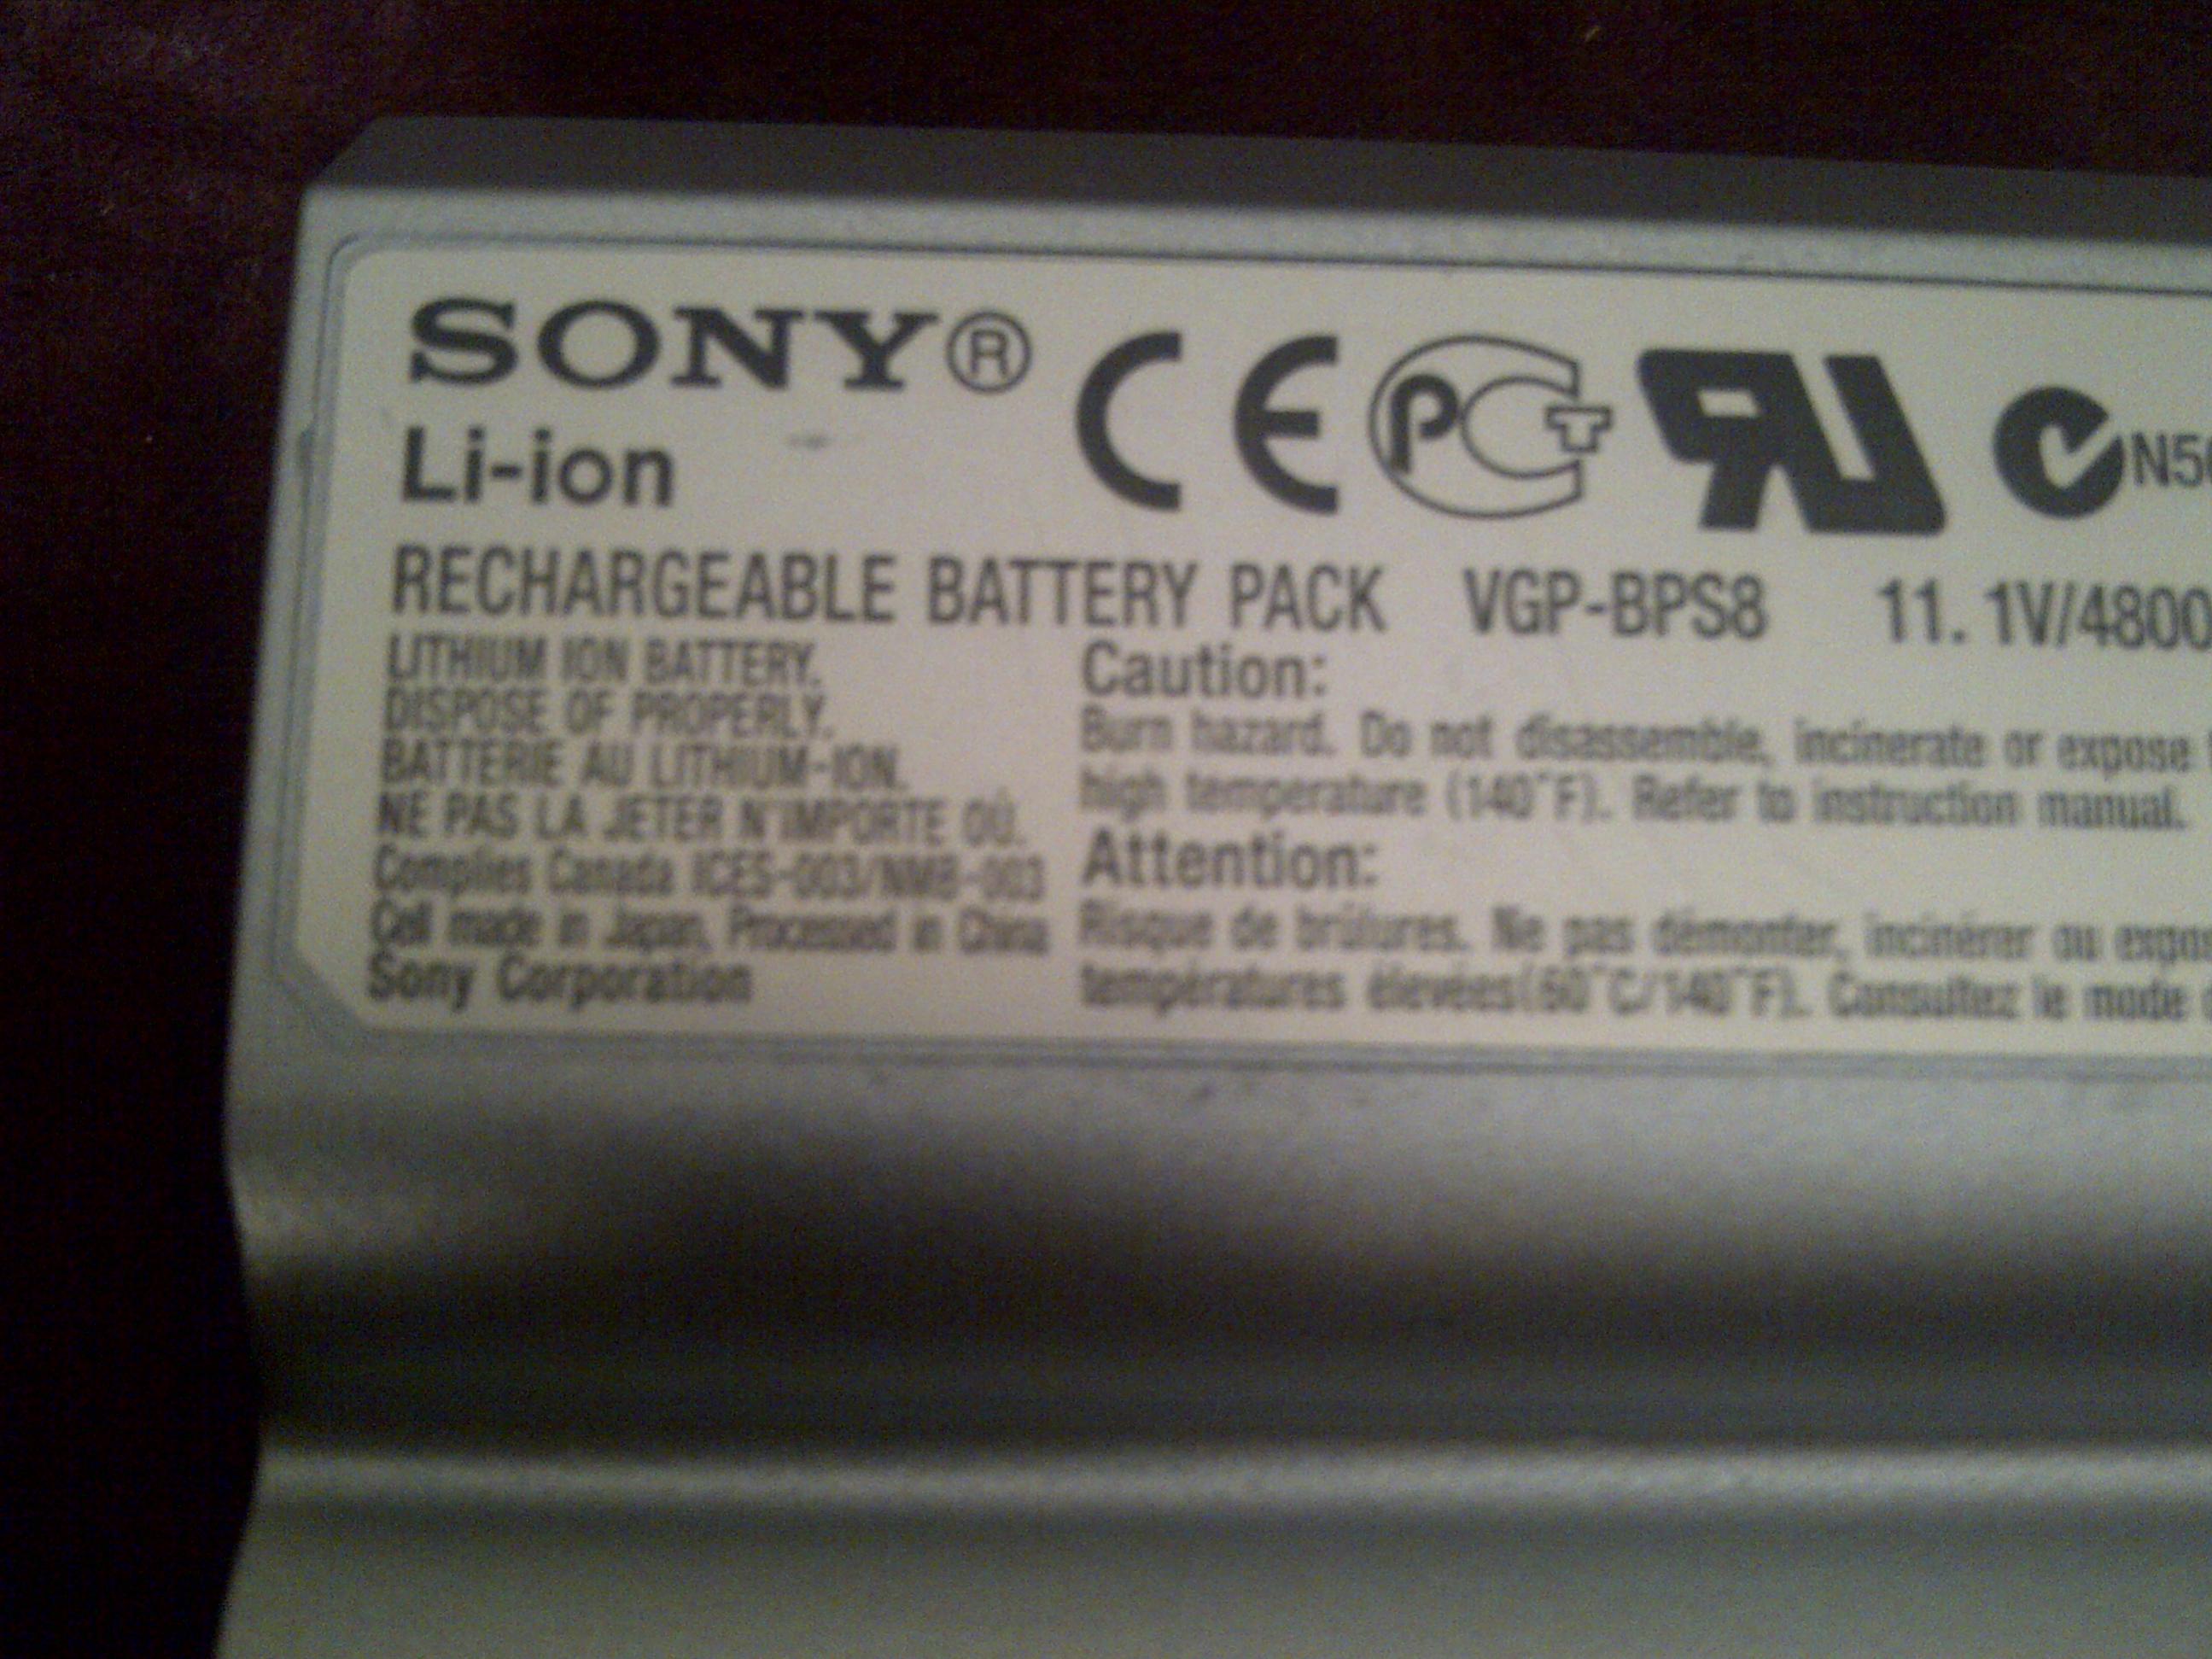 SONY®
Li-ion
CE PCT N5
RECHARGEABLE BATTERY PACK VGP-BPS8 11.1V/4800
LITHIUM ION BATTERY.
DISPOSE OF PROPERLY.
BATTERIE AU LITHIUM-ION.
NE PAS LA JETER N'IMPORTE OÙ.
Complies Canada ICES-003/NMB-003
Cell made in Japan, Processed in China
Sony Corporation
Caution:
Burn hazard. Do not disassemble, incinerate or expose
high temperature (140°F). Refer to instruction manual.
Attention:
Risque de brûlures. Ne pas démonter, incinérer ou expo
températures élevées(60°C/140°F). Consultez le mode